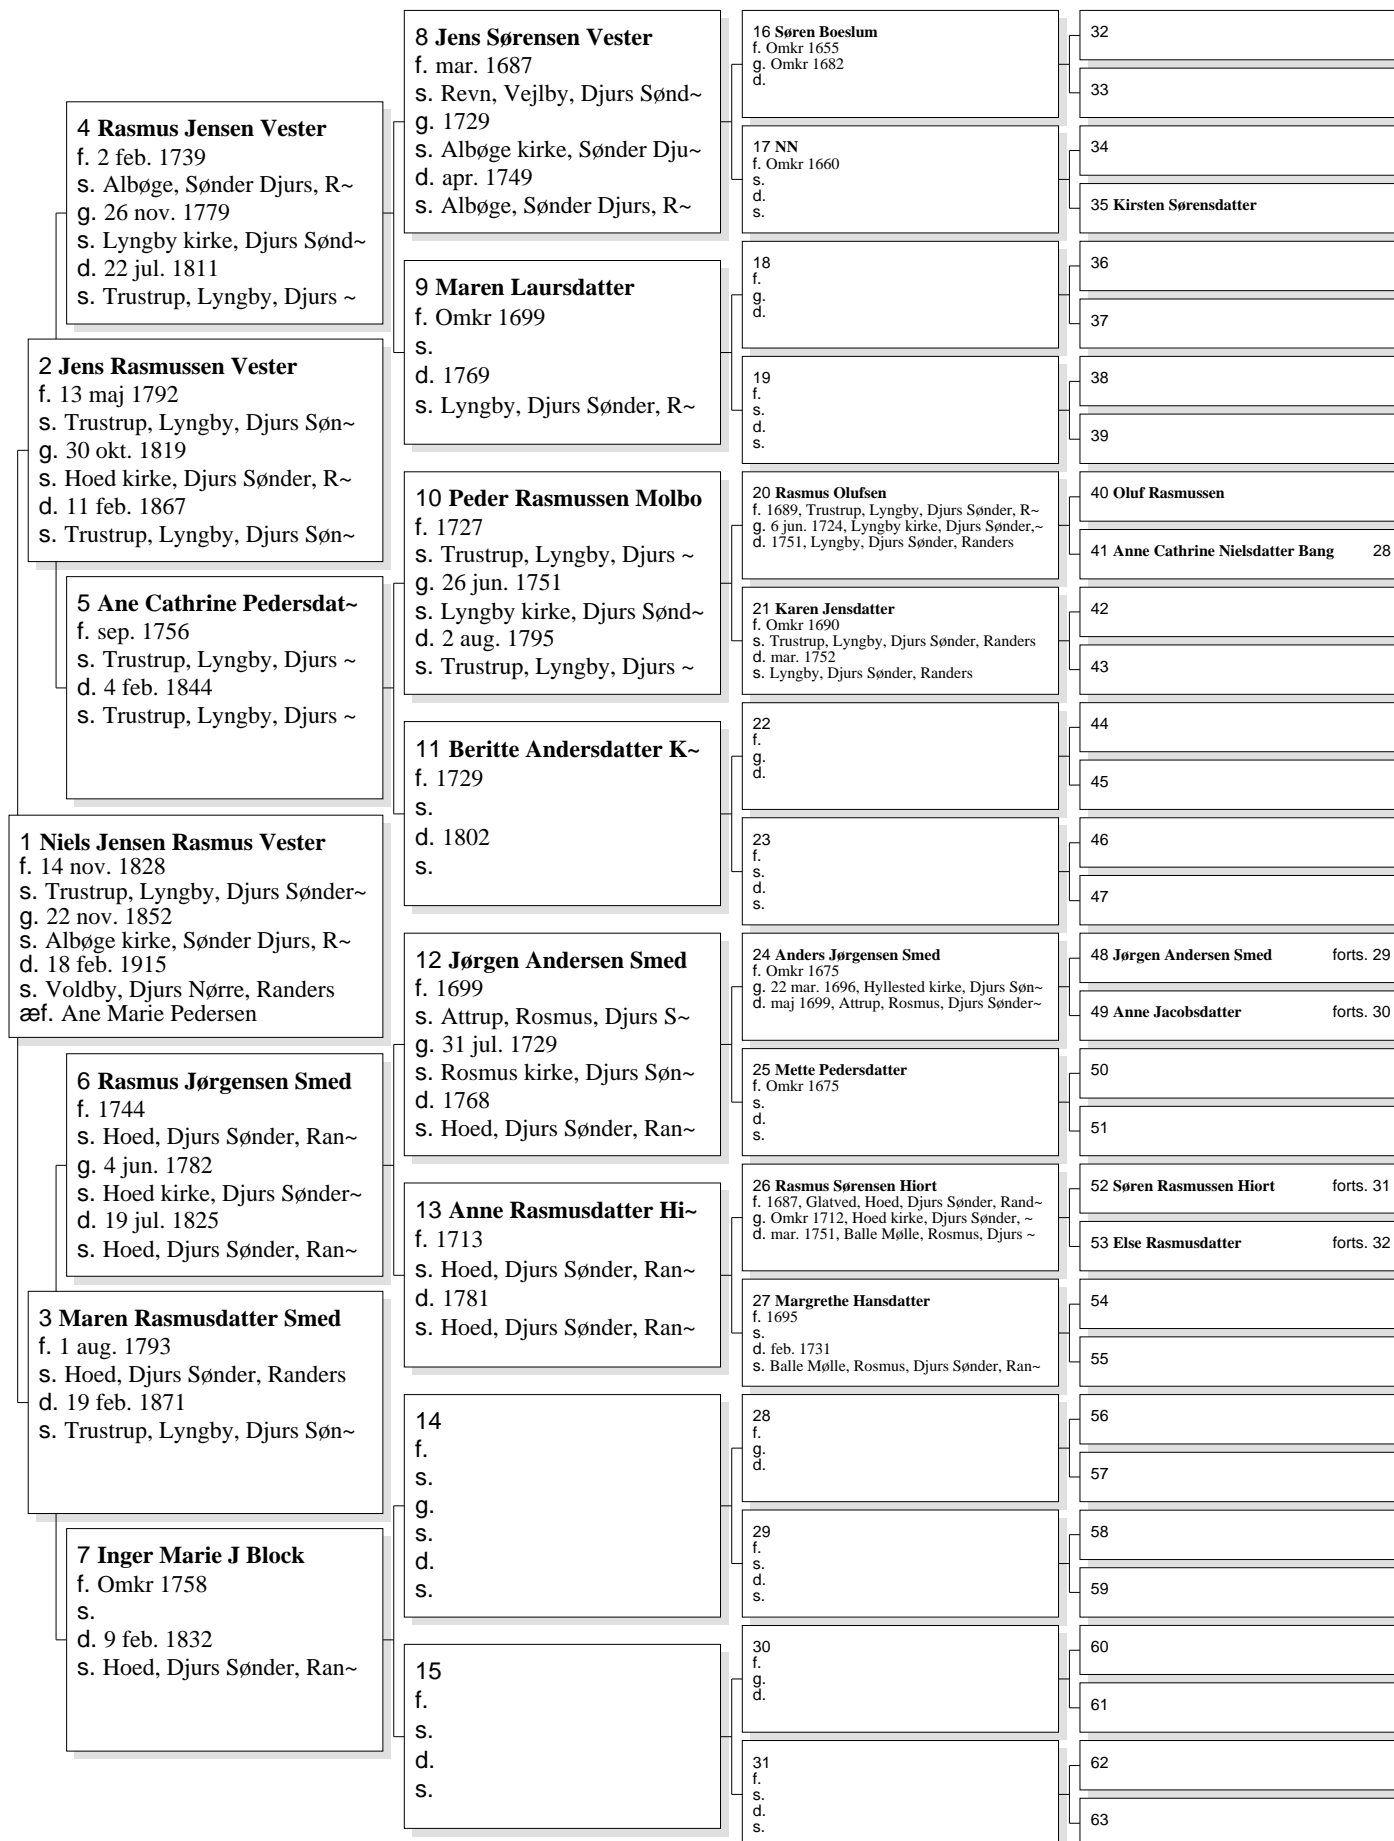 1 Niels Jensen Rasmus Vester
f. 14 nov. 1828
s. Trustrup, Lyngby, Djurs Sønder~
g. 22 nov. 1852
s. Albøge kirke, Sønder Djurs, R~
d. 18 feb. 1915
s. Voldby, Djurs Nørre, Randers
æf. Ane Marie Pedersen
2 Jens Rasmussen Vester
f. 13 maj 1792
s. Trustrup, Lyngby, Djurs Søn~
g. 30 okt. 1819
s. Hoed kirke, Djurs Sønder, R~
d. 11 feb. 1867
s. Trustrup, Lyngby, Djurs Søn~
3 Maren Rasmusdatter Smed
f. 1 aug. 1793
s. Hoed, Djurs Sønder, Randers
d. 19 feb. 1871
s. Trustrup, Lyngby, Djurs Søn~
4 Rasmus Jensen Vester
f. 2 feb. 1739
s. Albøge, Sønder Djurs, R~
g. 26 nov. 1779
s. Lyngby kirke, Djurs Sønd~
d. 22 jul. 1811
s. Trustrup, Lyngby, Djurs ~
5 Ane Cathrine Pedersdat~
f. sep. 1756
s. Trustrup, Lyngby, Djurs ~
d. 4 feb. 1844
s. Trustrup, Lyngby, Djurs ~
6 Rasmus Jørgensen Smed
f. 1744
s. Hoed, Djurs Sønder, Ran~
g. 4 jun. 1782
s. Hoed kirke, Djurs Sønder~
d. 19 jul. 1825
s. Hoed, Djurs Sønder, Ran~
7 Inger Marie J Block
f. Omkr 1758
s.
d. 9 feb. 1832
s. Hoed, Djurs Sønder, Ran~
8 Jens Sørensen Vester
f. mar. 1687
s. Revn, Vejlby, Djurs Sønd~
g. 1729
s. Albøge kirke, Sønder Dju~
d. apr. 1749
s. Albøge, Sønder Djurs, R~
9 Maren Laursdatter
f. Omkr 1699
s.
d. 1769
s. Lyngby, Djurs Sønder, R~
10 Peder Rasmussen Molbo
f. 1727
s. Trustrup, Lyngby, Djurs ~
g. 26 jun. 1751
s. Lyngby kirke, Djurs Sønd~
d. 2 aug. 1795
s. Trustrup, Lyngby, Djurs ~
11 Beritte Andersdatter K~
f. 1729
s.
d. 1802
s.
12 Jørgen Andersen Smed
f. 1699
s. Attrup, Rosmus, Djurs S~
g. 31 jul. 1729
s. Rosmus kirke, Djurs Søn~
d. 1768
s. Hoed, Djurs Sønder, Ran~
13 Anne Rasmusdatter Hi~
f. 1713
s. Hoed, Djurs Sønder, Ran~
d. 1781
s. Hoed, Djurs Sønder, Ran~
14
f.
s.
g.
s.
d.
s.
15
f.
s.
d.
s.
16 Søren Boeslum
f. Omkr 1655
g. Omkr 1682
d.
17 NN
f. Omkr 1660
s.
d.
s.
18
f.
g.
d.
19
f.
s.
d.
s.
20 Rasmus Olufsen
f. 1689, Trustrup, Lyngby, Djurs Sønder, R~
g. 6 jun. 1724, Lyngby kirke, Djurs Sønder,~
d. 1751, Lyngby, Djurs Sønder, Randers
21 Karen Jensdatter
f. Omkr 1690
s. Trustrup, Lyngby, Djurs Sønder, Randers
d. mar. 1752
s. Lyngby, Djurs Sønder, Randers
22
f.
g.
d.
23
f.
s.
d.
s.
24 Anders Jørgensen Smed
f. Omkr 1675
g. 22 mar. 1696, Hyllested kirke, Djurs Søn~
d. maj 1699, Attrup, Rosmus, Djurs Sønder~
25 Mette Pedersdatter
f. Omkr 1675
s.
d.
s.
26 Rasmus Sørensen Hiort
f. 1687, Glatved, Hoed, Djurs Sønder, Rand~
g. Omkr 1712, Hoed kirke, Djurs Sønder, ~
d. mar. 1751, Balle Mølle, Rosmus, Djurs ~
27 Margrethe Hansdatter
f. 1695
s.
d. feb. 1731
s. Balle Mølle, Rosmus, Djurs Sønder, Ran~
28
f.
g.
d.
29
f.
s.
d.
s.
30
f.
g.
d.
31
f.
s.
d.
s.
32
33
34
35 Kirsten Sørensdatter
36
37
38
39
40 Oluf Rasmussen
41 Anne Cathrine Nielsdatter Bang 28
42
43
44
45
46
47
48 Jørgen Andersen Smed forts. 29
49 Anne Jacobsdatter forts. 30
50
51
52 Søren Rasmussen Hiort forts. 31
53 Else Rasmusdatter forts. 32
54
55
56
57
58
59
60
61
62
63